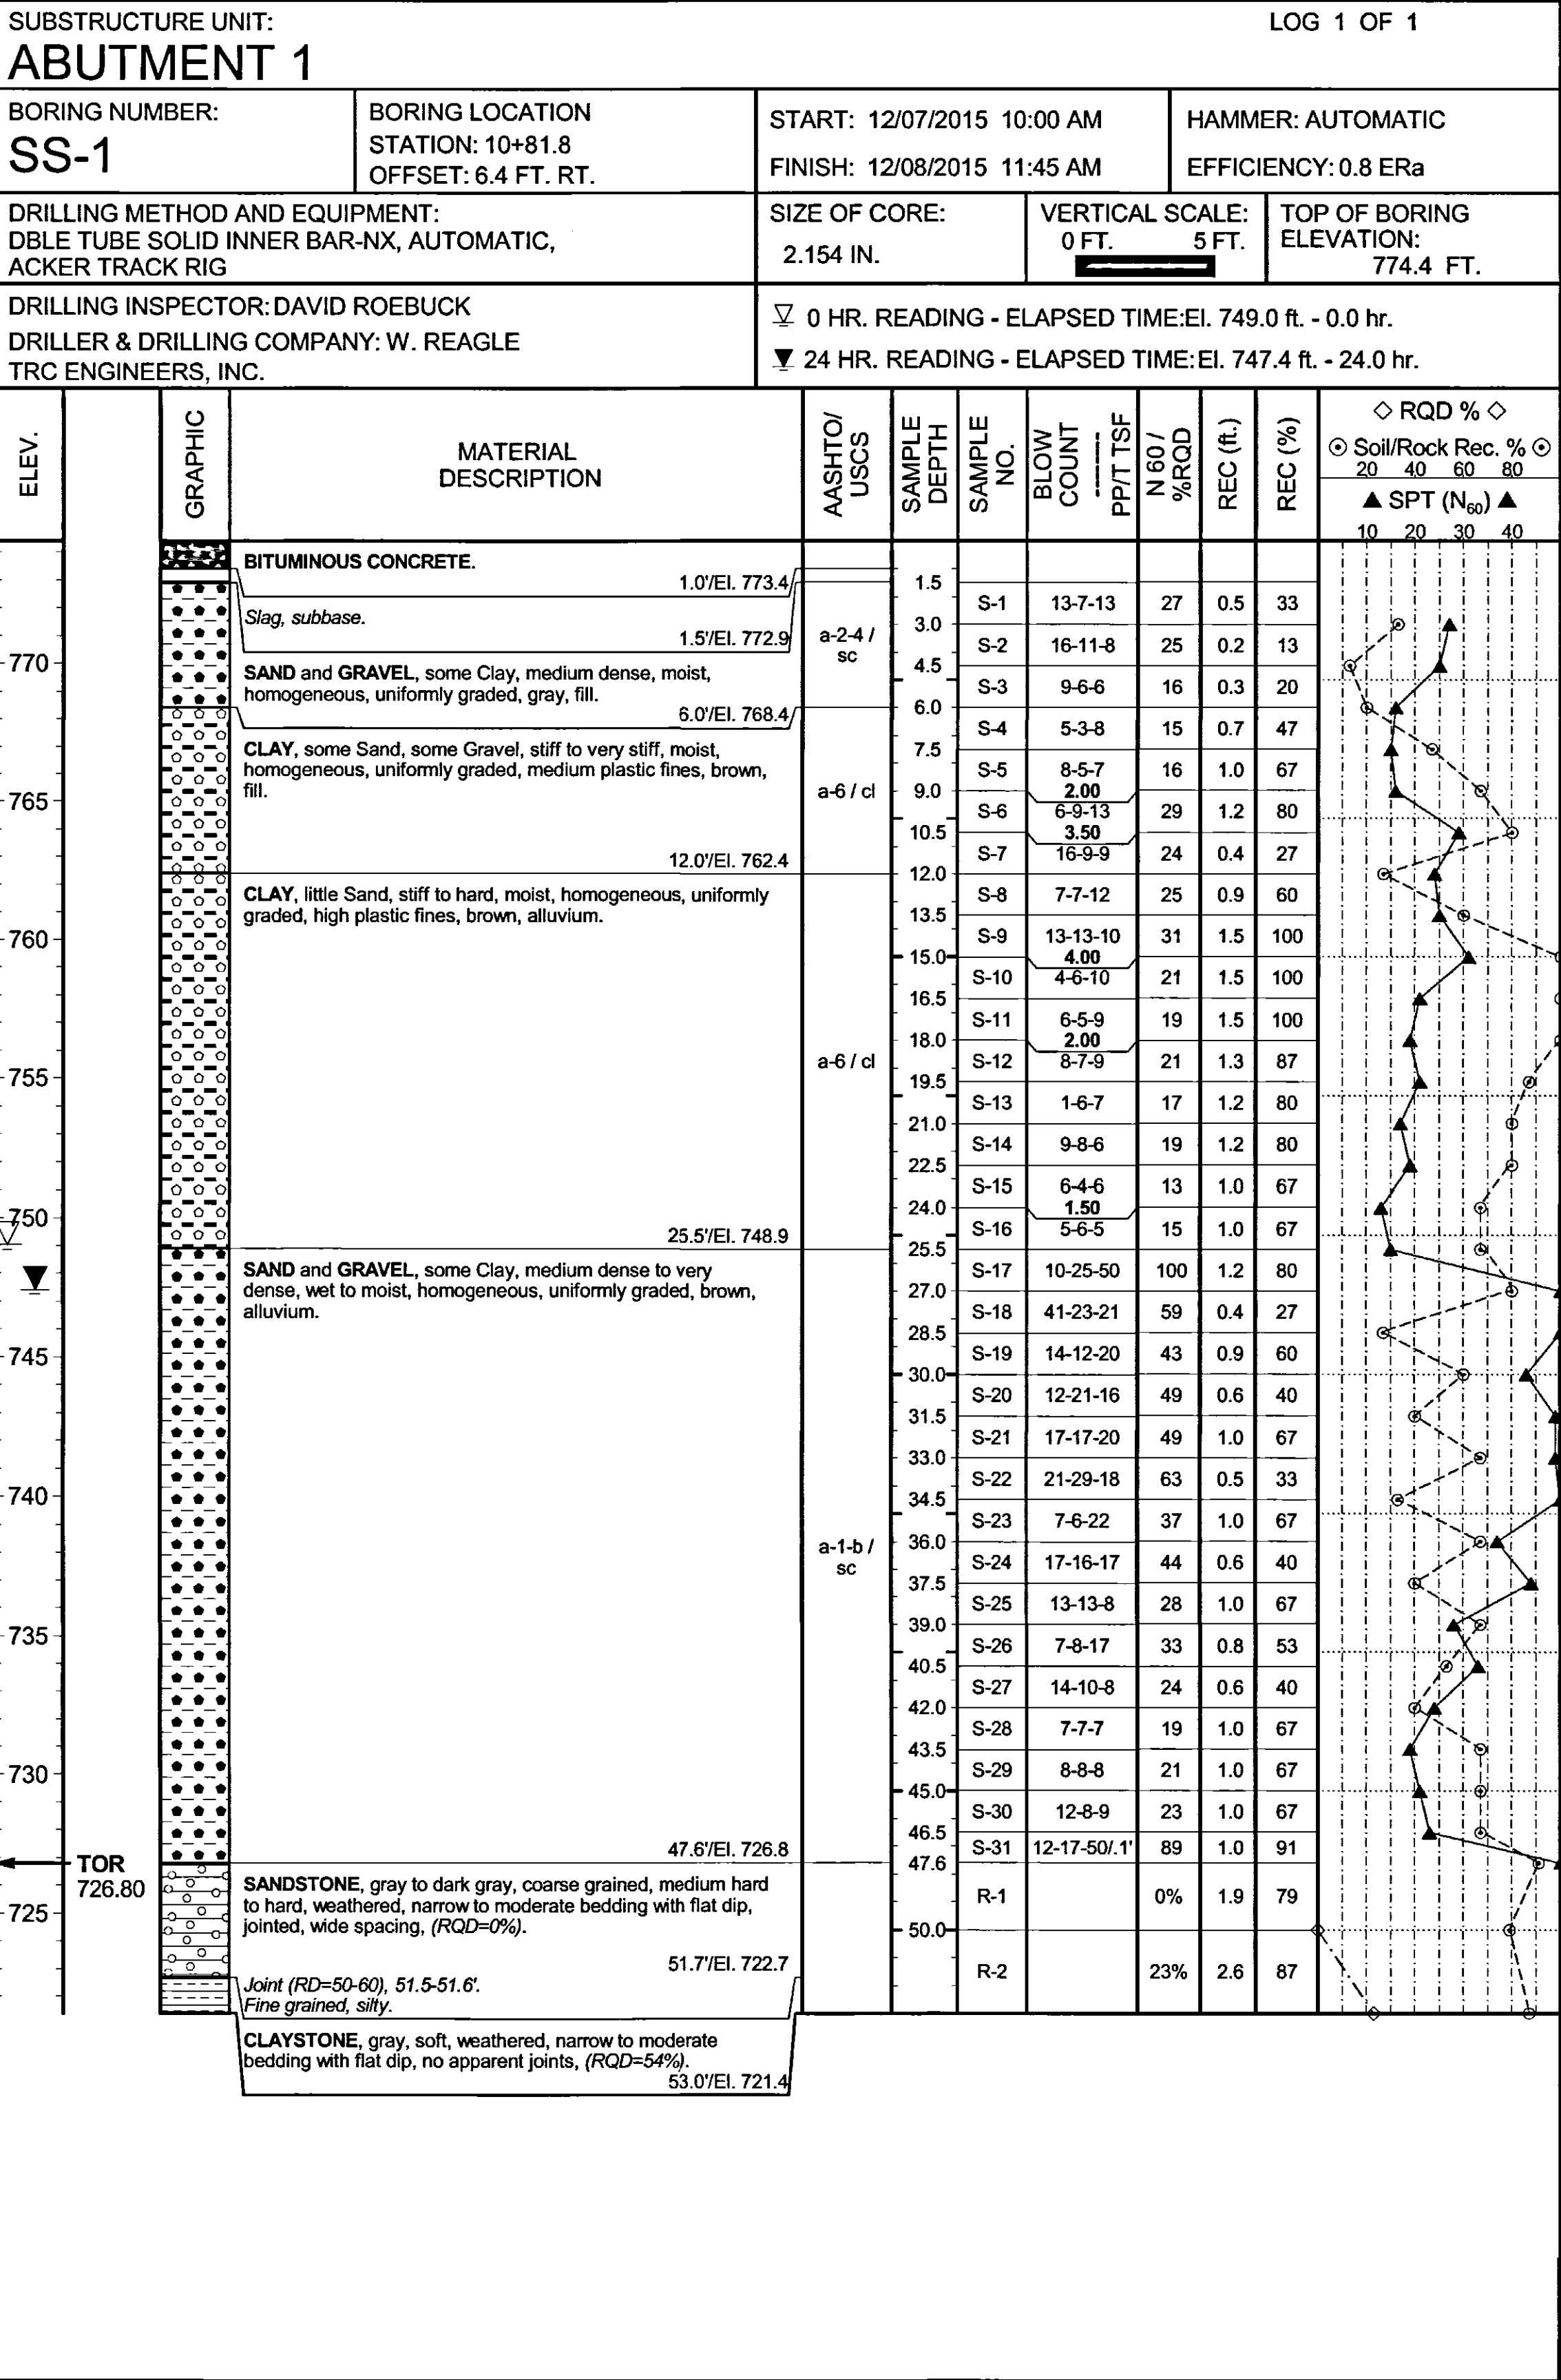 SUBSTRUCTURE UNIT:
LOG 1 OF 1
ABUTMENT 1
BORING NUMBER:
SS-1
BORING LOCATION
STATION: 10+81.8
OFFSET: 6.4 FT. RT.
START: 12/07/2015 10:00 AM
FINISH: 12/08/2015 11:45 AM
HAMMER: AUTOMATIC
EFFICIENCY: 0.8 ERa
DRILLING METHOD AND EQUIPMENT:
DBLE TUBE SOLID INNER BAR-NX, AUTOMATIC,
ACKER TRACK RIG
SIZE OF CORE:
2.154 IN.
VERTICAL SCALE:
0 FT. 5 FT.
TOP OF BORING
ELEVATION:
774.4 FT.
DRILLING INSPECTOR: DAVID ROEBUCK
DRILLER & DRILLING COMPANY: W. REAGLE
TRC ENGINEERS, INC.
0 HR. READING - ELAPSED TIME:El. 749.0 ft. - 0.0 hr.
24 HR. READING - ELAPSED TIME:El. 747.4 ft. - 24.0 hr.
ELEV.
GRAPHIC
MATERIAL
DESCRIPTION
AASHTO/
USCS
SAMPLE
DEPTH
SAMPLE
NO.
BLOW
COUNT
------
PP/T TSF
N 60 /
%RQD
REC (ft.)
REC (%)
◇ RQD % ◇
⊙ Soil/Rock Rec. % ⊙
20 40 60 80
▲ SPT (N60) ▲
10 20 30 40
770
765
760
755
750
745
740
735
730
725
TOR
726.80
BITUMINOUS CONCRETE.
1.0'/El. 773.4
Slag, subbase.
1.5'/El. 772.9
SAND and GRAVEL, some Clay, medium dense, moist,
homogeneous, uniformly graded, gray, fill.
6.0'/El. 768.4
CLAY, some Sand, some Gravel, stiff to very stiff, moist,
homogeneous, uniformly graded, medium plastic fines, brown,
fill.
12.0'/El. 762.4
CLAY, little Sand, stiff to hard, moist, homogeneous, uniformly
graded, high plastic fines, brown, alluvium.
25.5'/El. 748.9
SAND and GRAVEL, some Clay, medium dense to very
dense, wet to moist, homogeneous, uniformly graded, brown,
alluvium.
47.6'/El. 726.8
SANDSTONE, gray to dark gray, coarse grained, medium hard
to hard, weathered, narrow to moderate bedding with flat dip,
jointed, wide spacing, (RQD=0%).
51.7'/El. 722.7
Joint (RD=50-60), 51.5-51.6'.
Fine grained, silty.
CLAYSTONE, gray, soft, weathered, narrow to moderate
bedding with flat dip, no apparent joints, (RQD=54%).
53.0'/El. 721.4
a-2-4 /
sc
a-6 / cl
a-6 / cl
a-1-b /
sc
1.5
S-1 13-7-13 27 0.5 33
3.0
S-2 16-11-8 25 0.2 13
4.5
S-3 9-6-6 16 0.3 20
6.0
S-4 5-3-8 15 0.7 47
7.5
S-5 8-5-7 16 1.0 67
9.0 2.00
S-6 6-9-13 29 1.2 80
10.5 3.50
S-7 16-9-9 24 0.4 27
12.0
S-8 7-7-12 25 0.9 60
13.5
S-9 13-13-10 31 1.5 100
15.0 4.00
S-10 4-6-10 21 1.5 100
16.5
S-11 6-5-9 19 1.5 100
18.0 2.00
S-12 8-7-9 21 1.3 87
19.5
S-13 1-6-7 17 1.2 80
21.0
S-14 9-8-6 19 1.2 80
22.5
S-15 6-4-6 13 1.0 67
24.0 1.50
S-16 5-6-5 15 1.0 67
25.5
S-17 10-25-50 100 1.2 80
27.0
S-18 41-23-21 59 0.4 27
28.5
S-19 14-12-20 43 0.9 60
30.0
S-20 12-21-16 49 0.6 40
31.5
S-21 17-17-20 49 1.0 67
33.0
S-22 21-29-18 63 0.5 33
34.5
S-23 7-6-22 37 1.0 67
36.0
S-24 17-16-17 44 0.6 40
37.5
S-25 13-13-8 28 1.0 67
39.0
S-26 7-8-17 33 0.8 53
40.5
S-27 14-10-8 24 0.6 40
42.0
S-28 7-7-7 19 1.0 67
43.5
S-29 8-8-8 21 1.0 67
45.0
S-30 12-8-9 23 1.0 67
46.5
S-31 12-17-50/.1' 89 1.0 91
47.6
R-1 0% 1.9 79
50.0
R-2 23% 2.6 87